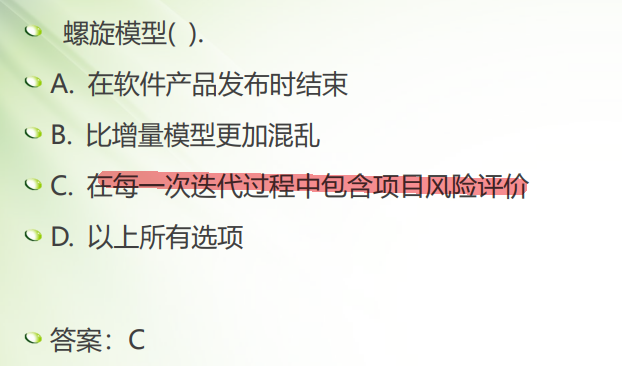 螺旋模型( ).
A. 在软件产品发布时结束
B. 比增量模型更加混乱
C. 在每一次迭代过程中包含项目风险评价
D. 以上所有选项
答案：C